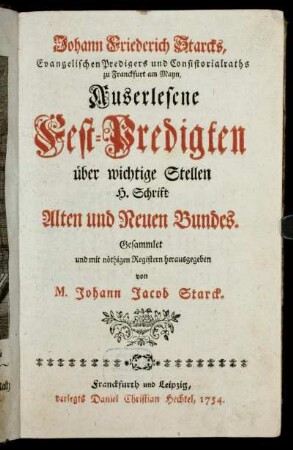 Johann Friederich Starcks,
Evangelischen Predigers und Consistorialraths
zu Franckfurt am Mayn,
Auserlesene
Fest-Predigten
über wichtige Stellen
H. Schrift
Alten und Neuen Bundes.
Gesammlet
und mit nöthigen Registern herausgegeben
von
M. Johann Jacob Starck.
Franckfurth und Leipzig,
verlegts Daniel Christian Hechtel, 1754.